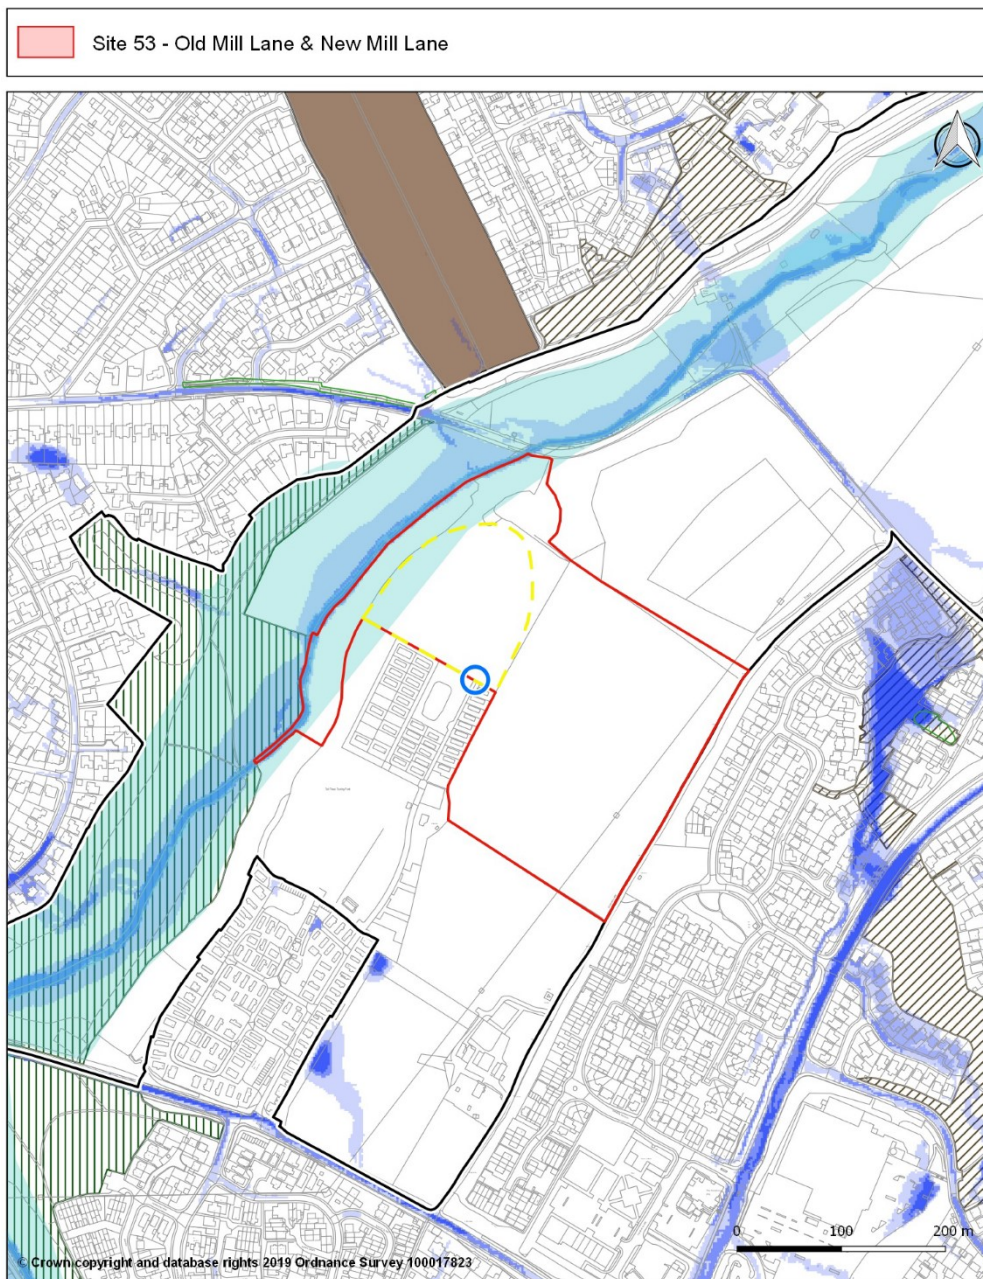 Site 53 - Old Mill Lane & New Mill Lane
0 100 200 m
© Crown copyright and database rights 2019 Ordnance Survey 100017823